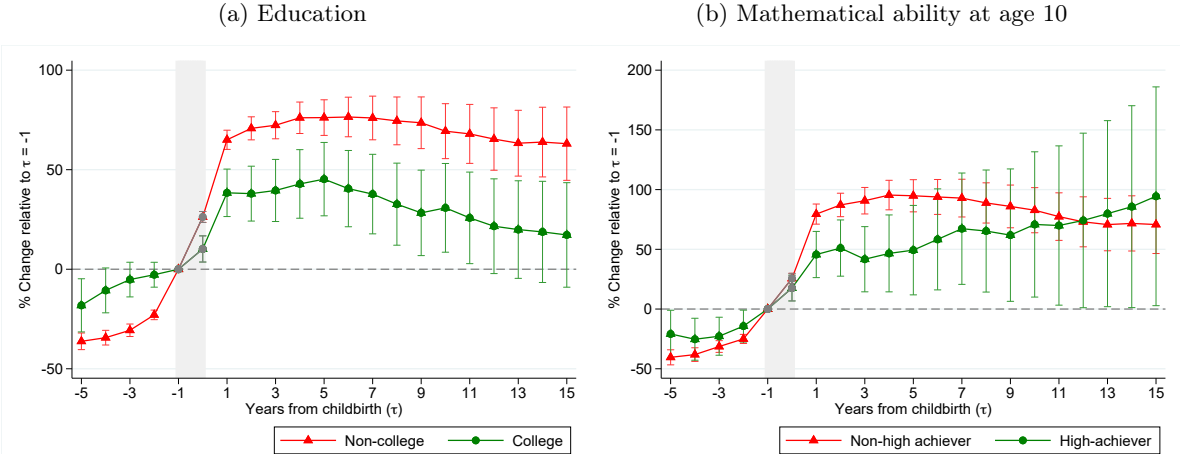 (a) Education
100
50
0
-50
% Change relative to τ = -1
-5 -3 -1 1 3 5 7 9 11 13 15
Years from childbirth (τ)
Non-college College
(b) Mathematical ability at age 10
200
150
100
50
0
-50
% Change relative to τ = -1
-5 -3 -1 1 3 5 7 9 11 13 15
Years from childbirth (τ)
Non-high achiever High-achiever